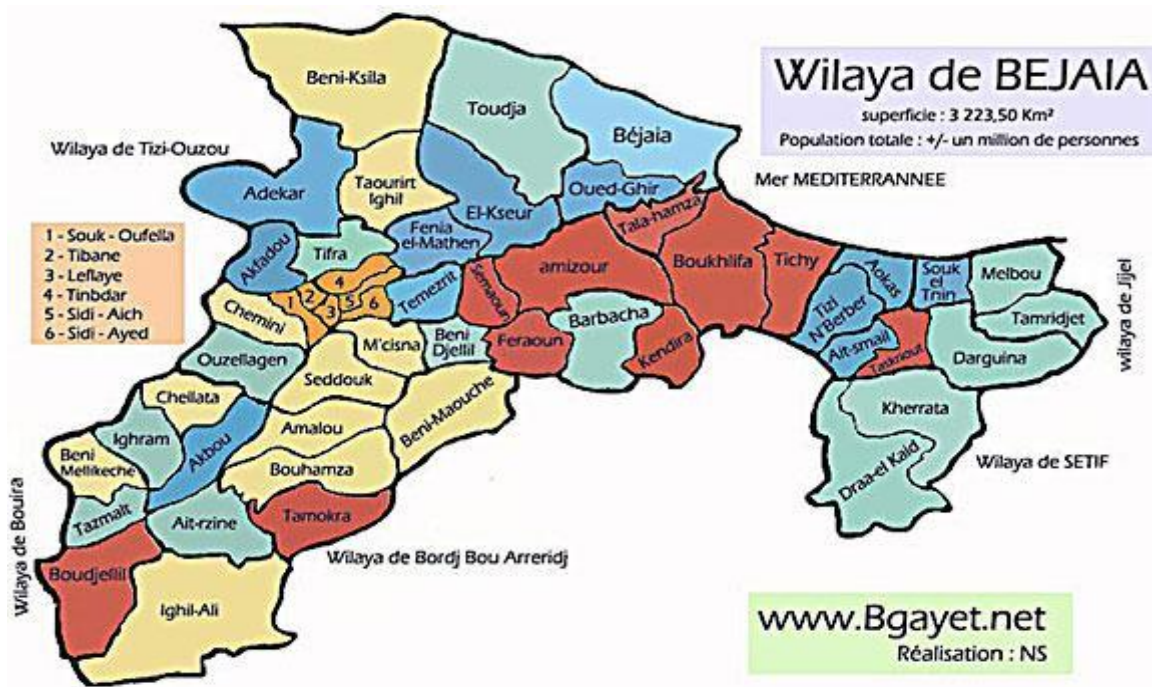 Wilaya de BEJAIA
superficie : 3 223,50 Km²
Population totale : +/- un million de personnes
Beni-Ksila
Toudja
Béjaia
Wilaya de Tizi-Ouzou
Mer MEDITERRANNEE
Adekar
Taourirt
Ighil
Oued-Ghir
El-Kseur
Tala-hamza
Fenia
el-Mathen
1 - Souk - Oufella
2 - Tibane
3 - Leflaye
4 - Tinbdar
5 - Sidi - Aich
6 - Sidi - Ayed
Akfadou
Tifra
amizour
Boukhlifa
Tichy
Aokas
Souk
el
Tnin
Melbou
wilaya de Jijel
4
1
2
3
5
6
Temezrit
Semaoun
Tizi
N'Berber
Tamridjet
Chemini
Barbacha
Beni
Djellil
Feraoun
Kendira
Ait-smail
Taskriout
Darguina
Ouzellagen
M'cisna
Seddouk
Beni-Maouche
Chellata
Kherrata
Ighram
Akbou
Amalou
Draa-el Kaid
Wilaya de SETIF
Beni
Mellikeche
Bouhamza
Wilaya de Bouira
Tazmalt
Ait-rzine
Tamokra
Wilaya de Bordj Bou Arreridj
Boudjellil
Ighil-Ali
www.Bgayet.net
Réalisation : NS